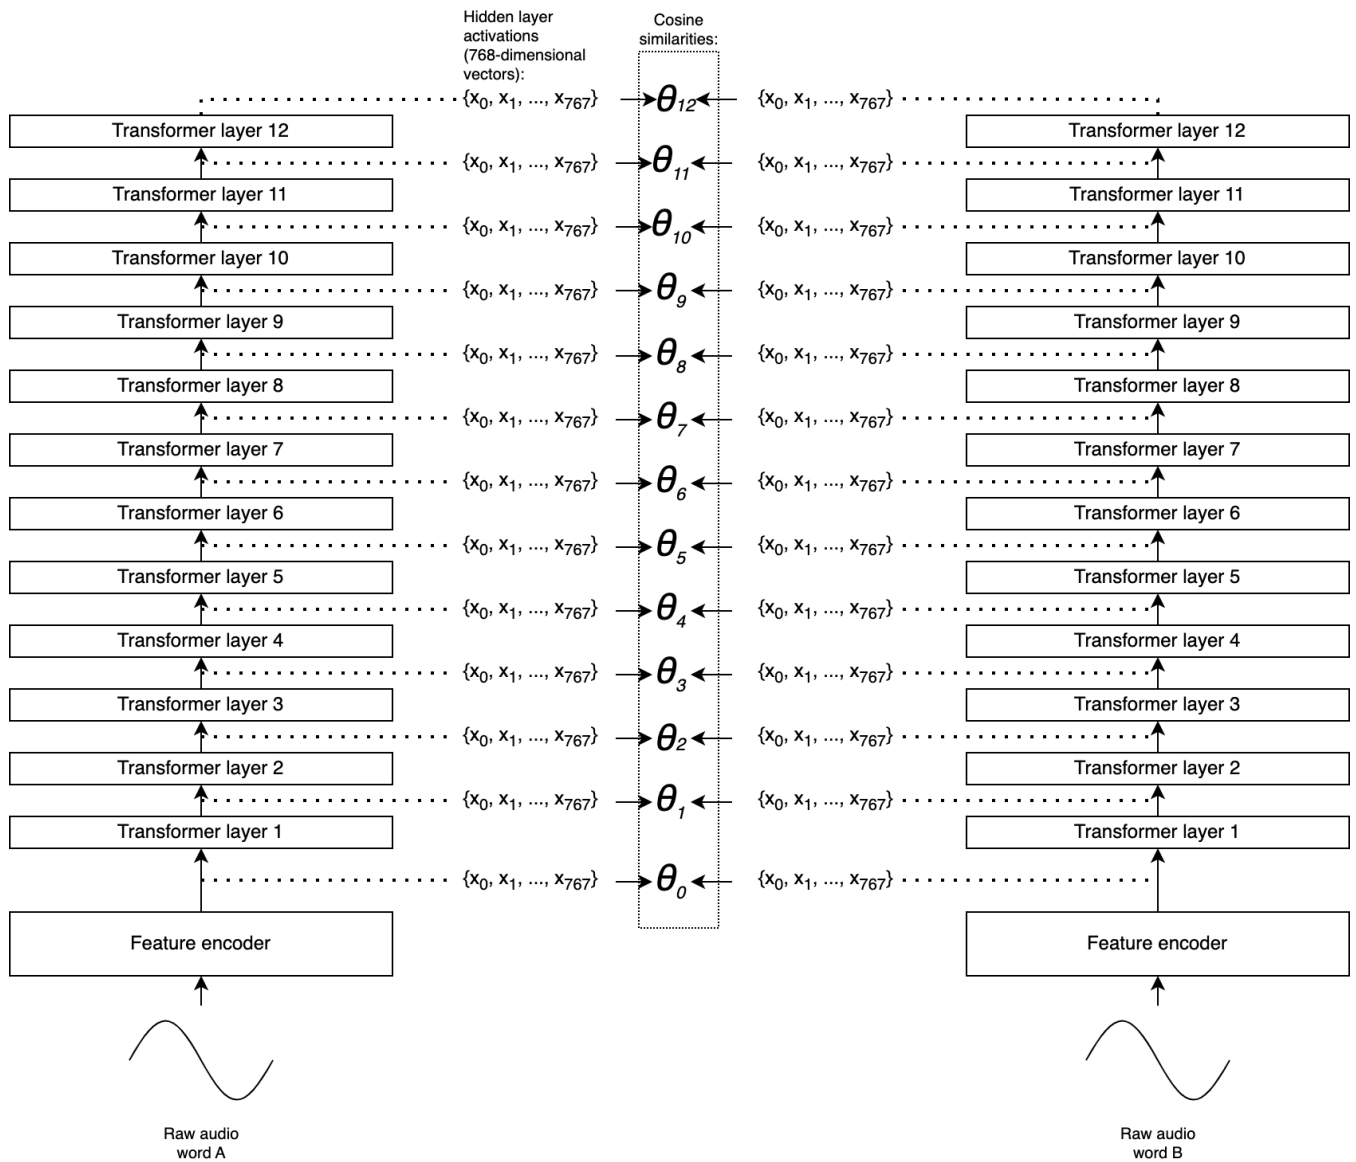 Hidden layer
activations
(768-dimensional
vectors):
Cosine
similarities:
{x0, x1, ..., x767} θ12 {x0, x1, ..., x767}
Transformer layer 12 Transformer layer 12
{x0, x1, ..., x767} θ11 {x0, x1, ..., x767}
Transformer layer 11 Transformer layer 11
{x0, x1, ..., x767} θ10 {x0, x1, ..., x767}
Transformer layer 10 Transformer layer 10
{x0, x1, ..., x767} θ9 {x0, x1, ..., x767}
Transformer layer 9 Transformer layer 9
{x0, x1, ..., x767} θ8 {x0, x1, ..., x767}
Transformer layer 8 Transformer layer 8
{x0, x1, ..., x767} θ7 {x0, x1, ..., x767}
Transformer layer 7 Transformer layer 7
{x0, x1, ..., x767} θ6 {x0, x1, ..., x767}
Transformer layer 6 Transformer layer 6
{x0, x1, ..., x767} θ5 {x0, x1, ..., x767}
Transformer layer 5 Transformer layer 5
{x0, x1, ..., x767} θ4 {x0, x1, ..., x767}
Transformer layer 4 Transformer layer 4
{x0, x1, ..., x767} θ3 {x0, x1, ..., x767}
Transformer layer 3 Transformer layer 3
{x0, x1, ..., x767} θ2 {x0, x1, ..., x767}
Transformer layer 2 Transformer layer 2
{x0, x1, ..., x767} θ1 {x0, x1, ..., x767}
Transformer layer 1 Transformer layer 1
{x0, x1, ..., x767} θ0 {x0, x1, ..., x767}
Feature encoder Feature encoder
Raw audio
word A
Raw audio
word B